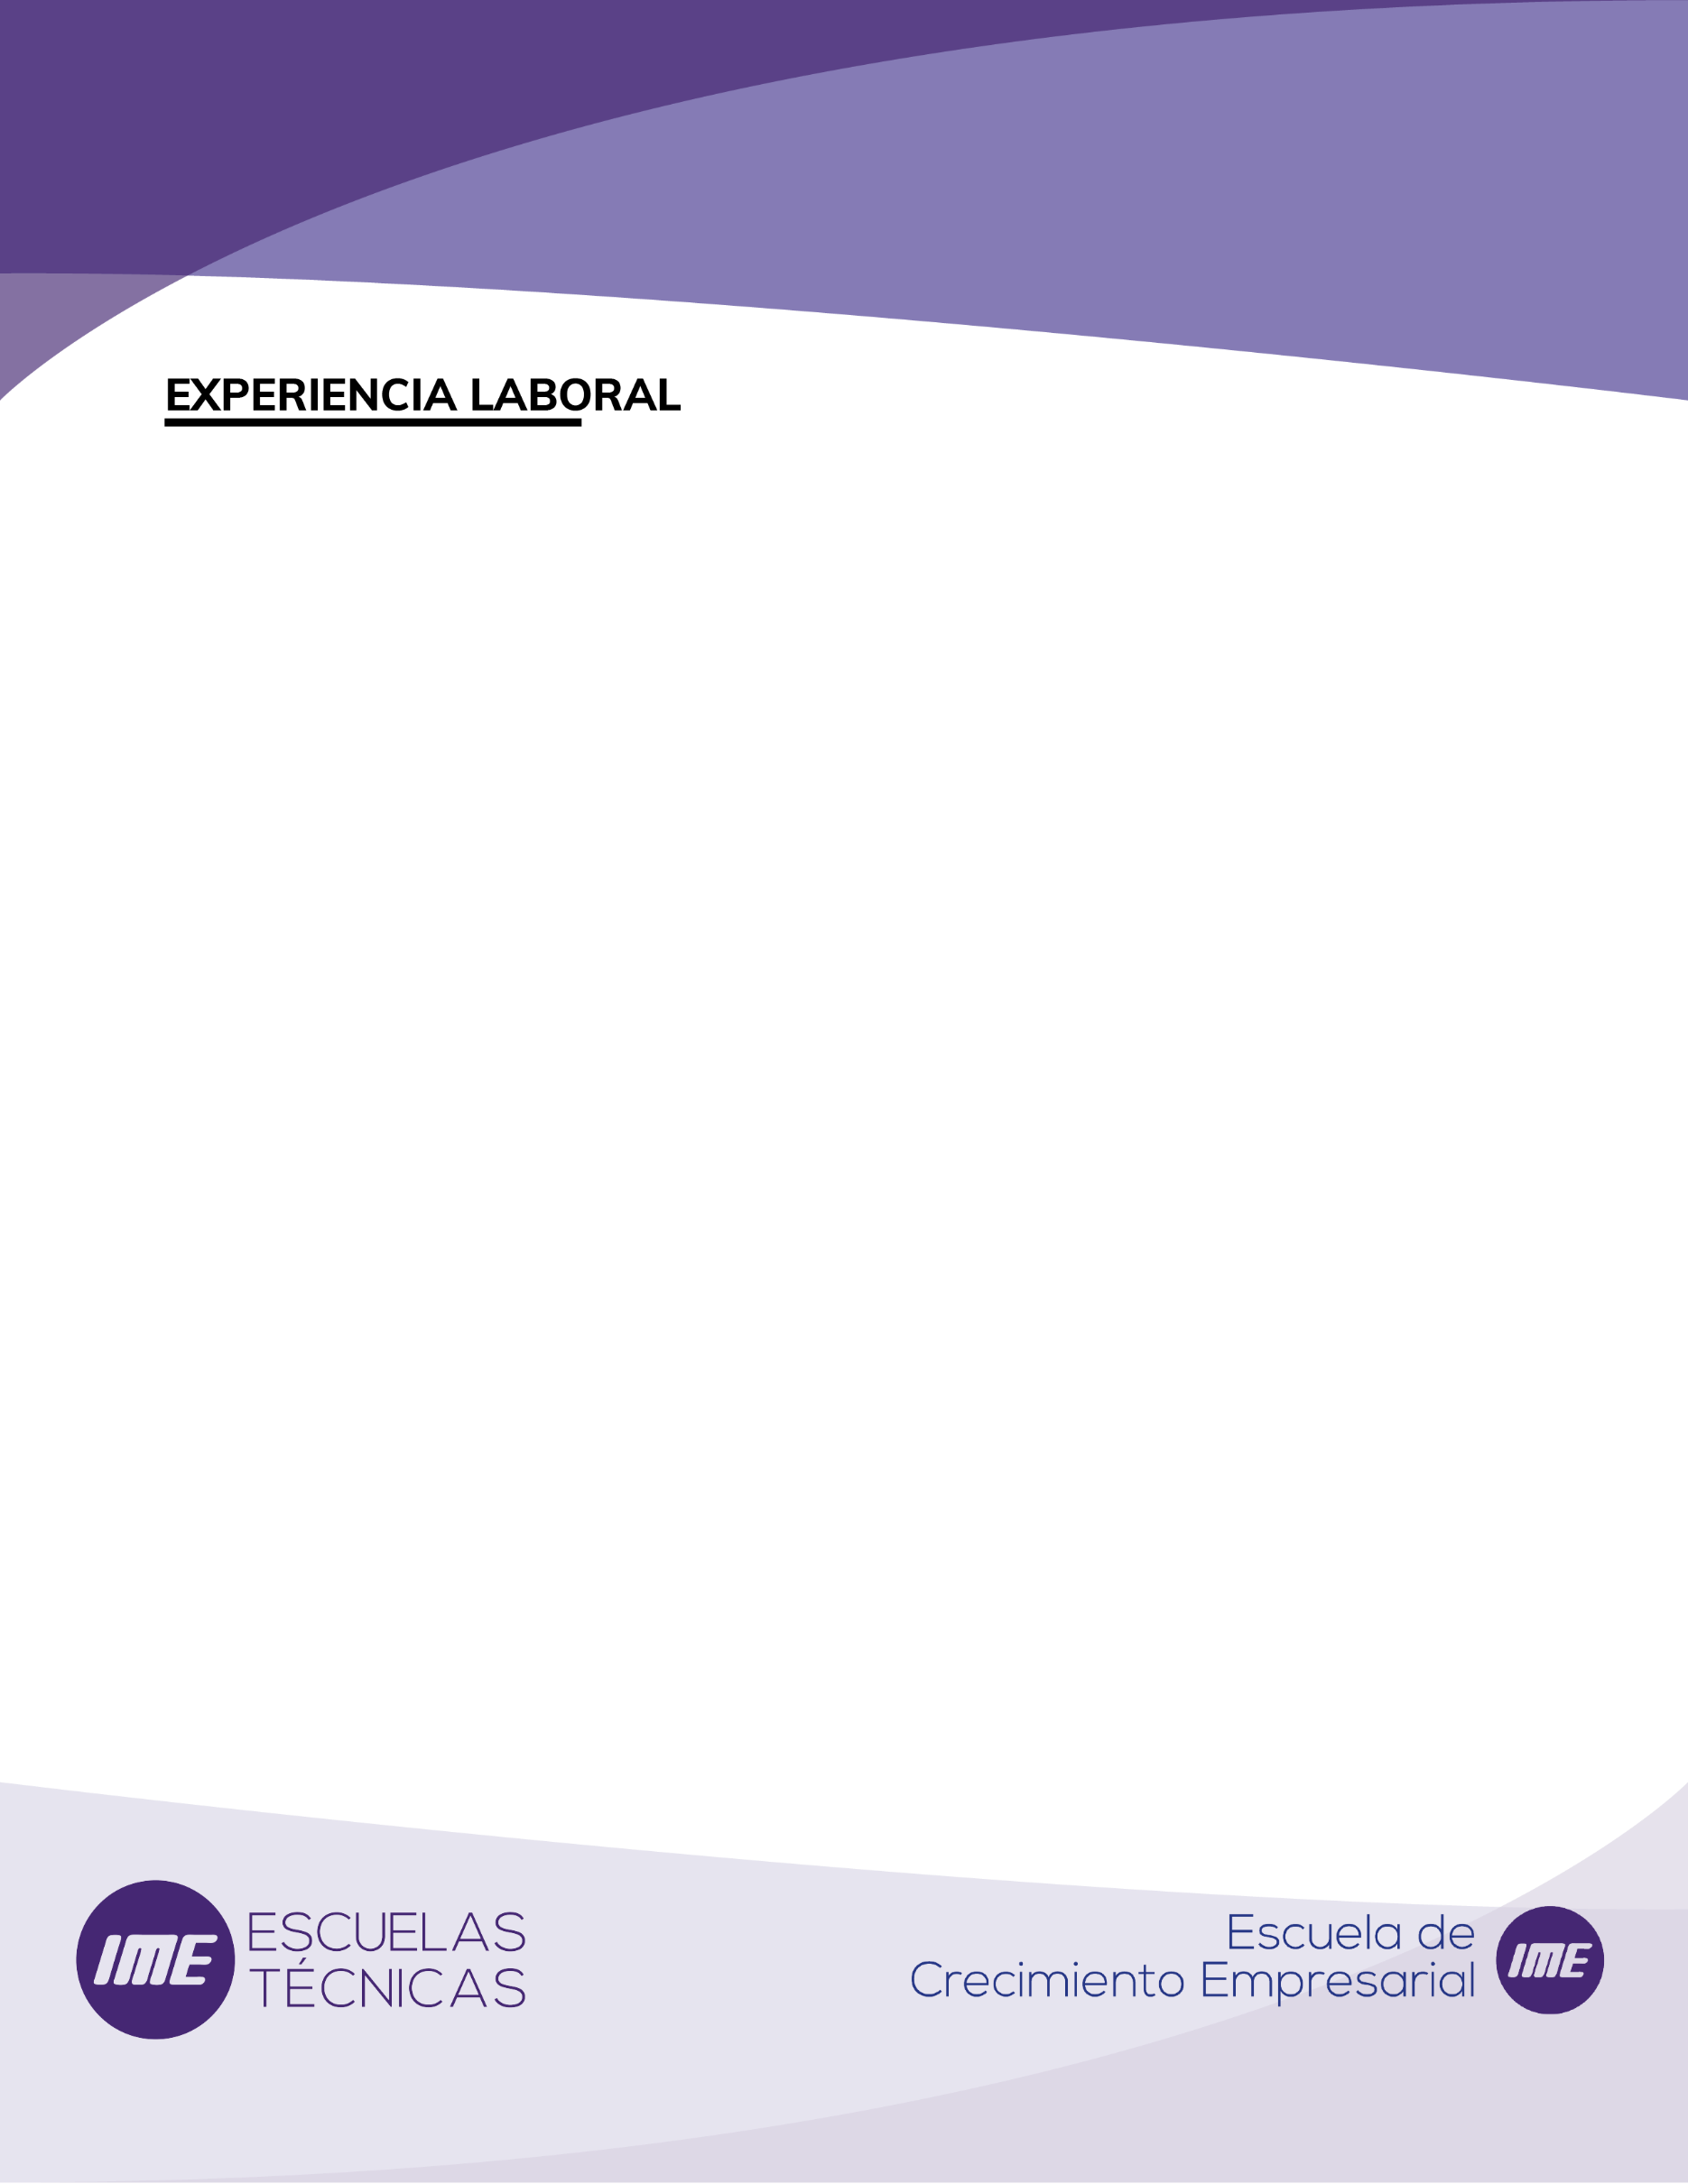 EXPERIENCIA LABORAL
IME
ESCUELAS
TÉCNICAS
Escuela de
Crecimiento Empresarial
IME